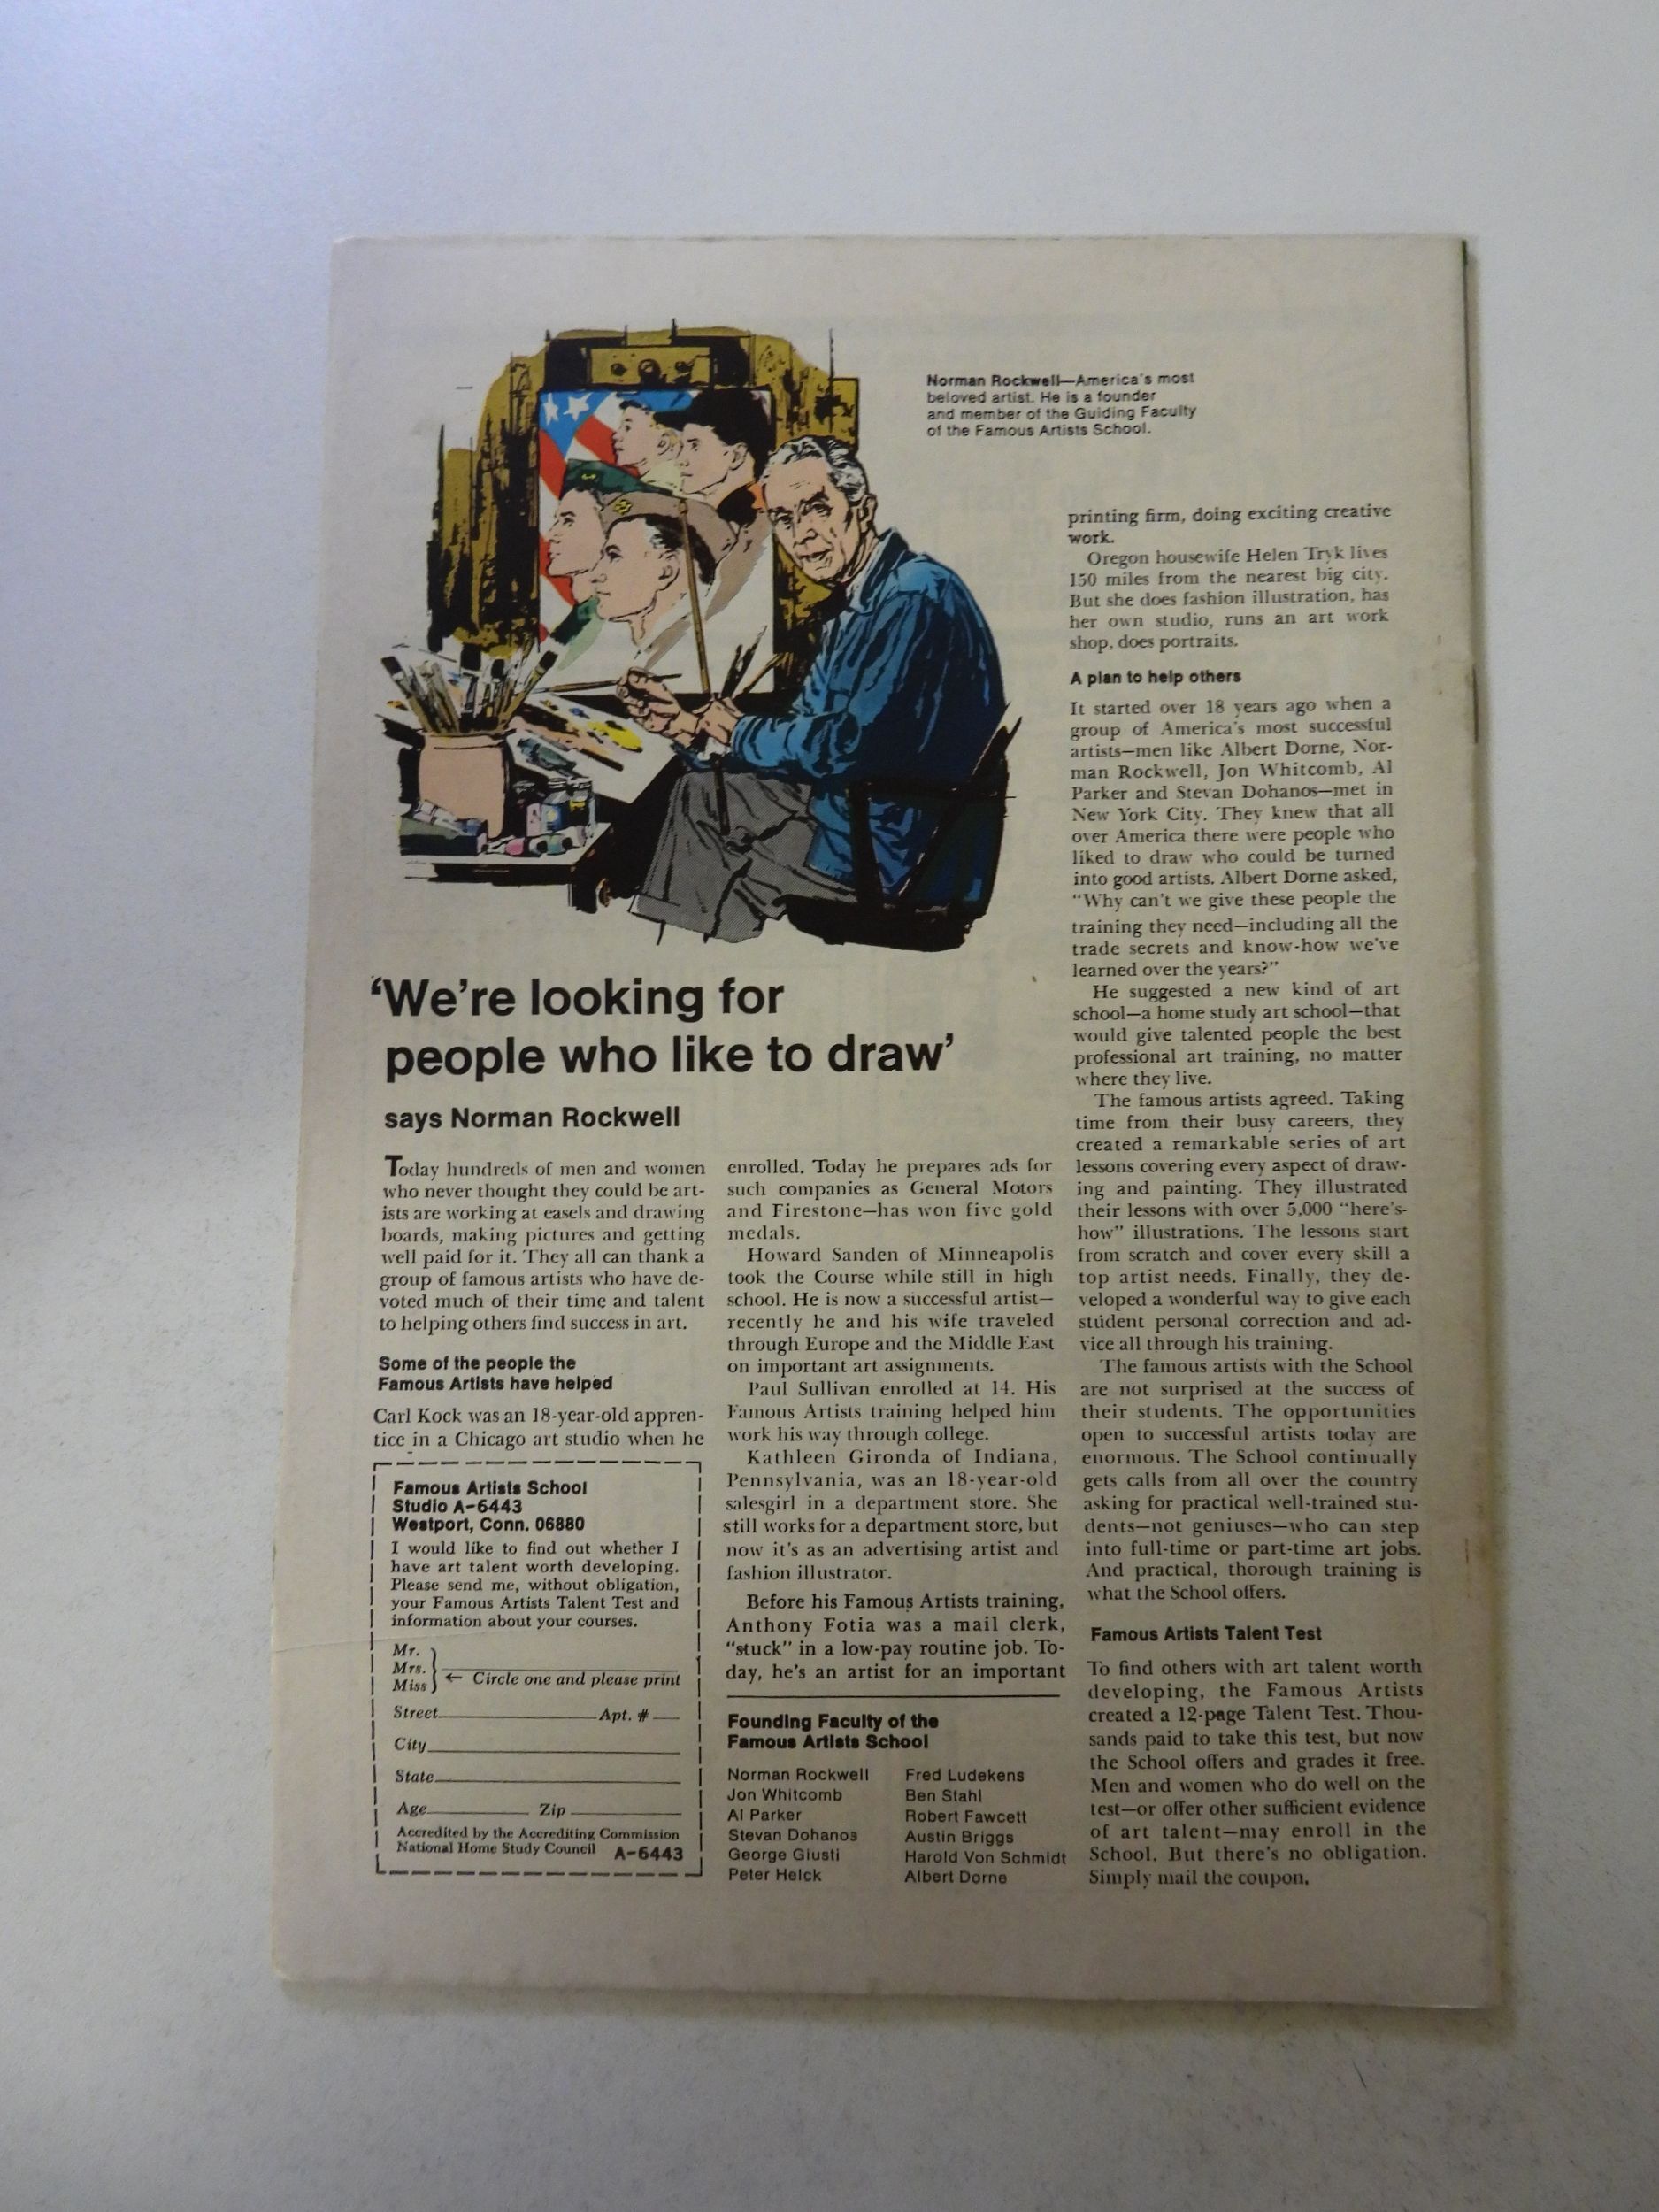 Norman Rockwell—America's most
beloved artist. He is a founder
and member of the Guiding Faculty
of the Famous Artists School.
'We're looking for
people who like to draw'
says Norman Rockwell
Today hundreds of men and women
who never thought they could be art-
ists are working at easels and drawing
boards, making pictures and getting
well paid for it. They all can thank a
group of famous artists who have de-
voted much of their time and talent
to helping others find success in art.
Some of the people the
Famous Artists have helped
Carl Kock was an 18-year-old appren-
tice in a Chicago art studio when he
enrolled. Today he prepares ads for
such companies as General Motors
and Firestone—has won five gold
medals.
Howard Sanden of Minneapolis
took the Course while still in high
school. He is now a successful artist—
recently he and his wife traveled
through Europe and the Middle East
on important art assignments.
Paul Sullivan enrolled at 14. His
Famous Artists training helped him
work his way through college.
Kathleen Gironda of Indiana,
Pennsylvania, was an 18-year-old
salesgirl in a department store. She
still works for a department store, but
now it's as an advertising artist and
fashion illustrator.
Before his Famous Artists training,
Anthony Fotia was a mail clerk,
"stuck" in a low-pay routine job. To-
day, he's an artist for an important
printing firm, doing exciting creative
work.
Oregon housewife Helen Tryk lives
150 miles from the nearest big city.
But she does fashion illustration, has
her own studio, runs an art work
shop, does portraits.
A plan to help others
It started over 18 years ago when a
group of America's most successful
artists—men like Albert Dorne, Nor-
man Rockwell, Jon Whitcomb, Al
Parker and Stevan Dohanos—met in
New York City. They knew that all
over America there were people who
liked to draw who could be turned
into good artists. Albert Dorne asked,
"Why can't we give these people the
training they need—including all the
trade secrets and know-how we've
learned over the years?"
He suggested a new kind of art
school—a home study art school—that
would give talented people the best
professional art training, no matter
where they live.
The famous artists agreed. Taking
time from their busy careers, they
created a remarkable series of art
lessons covering every aspect of draw-
ing and painting. They illustrated
their lessons with over 5,000 "here's-
how" illustrations. The lessons start
from scratch and cover every skill a
top artist needs. Finally, they de-
veloped a wonderful way to give each
student personal correction and ad-
vice all through his training.
The famous artists with the School
are not surprised at the success of
their students. The opportunities
open to successful artists today are
enormous. The School continually
gets calls from all over the country
asking for practical well-trained stu-
dents—not geniuses—who can step
into full-time or part-time art jobs.
And practical, thorough training is
what the School offers.
Famous Artists Talent Test
To find others with art talent worth
developing, the Famous Artists
created a 12-page Talent Test. Thou-
sands paid to take this test, but now
the School offers and grades it free.
Men and women who do well on the
test—or offer other sufficient evidence
of art talent—may enroll in the
School. But there's no obligation.
Simply mail the coupon.
Famous Artists School
Studio A-6443
Westport, Conn. 06880
I would like to find out whether I
have art talent worth developing.
Please send me, without obligation,
your Famous Artists Talent Test and
information about your courses.
Mr.
Mrs.
Miss
← Circle one and please print
Street Apt. #
City
State
Age Zip
Accredited by the Accrediting Commission
National Home Study Council A-6443
Founding Faculty of the
Famous Artists School
Norman Rockwell
Jon Whitcomb
Al Parker
Stevan Dohanos
George Giusti
Peter Helck
Fred Ludekens
Ben Stahl
Robert Fawcett
Austin Briggs
Harold Von Schmidt
Albert Dorne